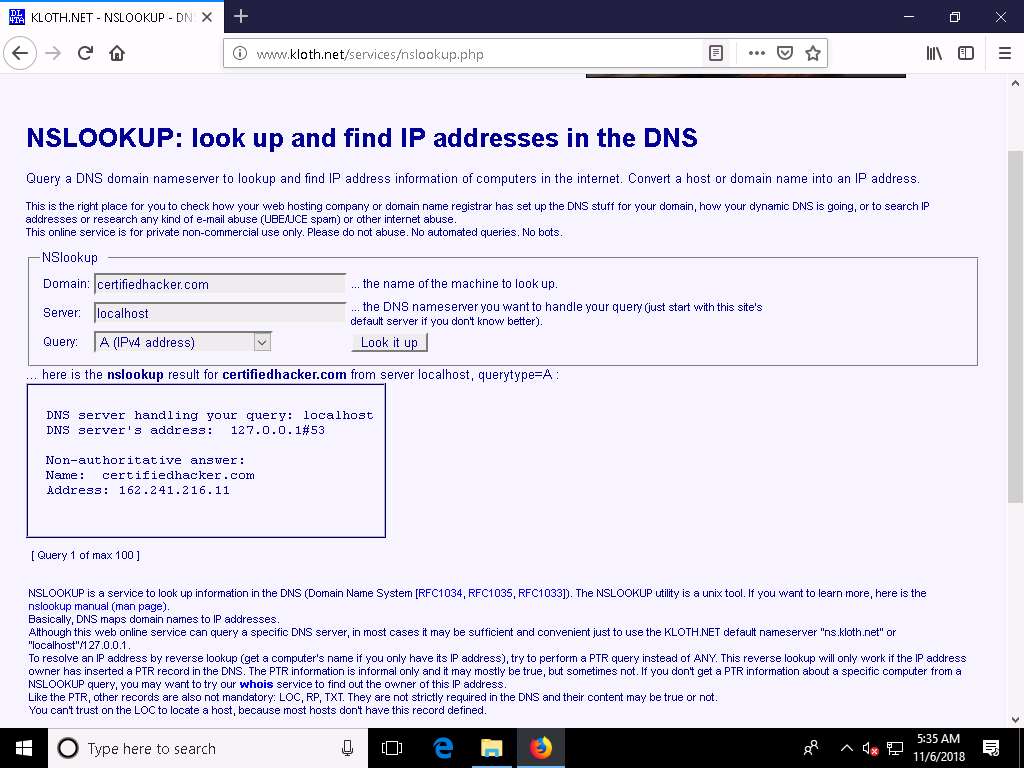 KLOTH.NET - NSLOOKUP - DN
www.kloth.net/services/nslookup.php
NSLOOKUP: look up and find IP addresses in the DNS
Query a DNS domain nameserver to lookup and find IP address information of computers in the internet. Convert a host or domain name into an IP address.
This is the right place for you to check how your web hosting company or domain name registrar has set up the DNS stuff for your domain, how your dynamic DNS is going, or to search IP
addresses or research any kind of e-mail abuse (UBE/UCE spam) or other internet abuse.
This online service is for private non-commercial use only. Please do not abuse. No automated queries. No bots.
NSlookup
Domain: certifiedhacker.com ... the name of the machine to look up.
Server: localhost ... the DNS nameserver you want to handle your query (just start with this site's
default server if you don't know better).
Query: A (IPv4 address) Look it up
... here is the nslookup result for certifiedhacker.com from server localhost, querytype=A :
DNS server handling your query: localhost
DNS server's address: 127.0.0.1#53
Non-authoritative answer:
Name: certifiedhacker.com
Address: 162.241.216.11
[ Query 1 of max 100 ]
NSLOOKUP is a service to look up information in the DNS (Domain Name System [RFC1034, RFC1035, RFC1033]). The NSLOOKUP utility is a unix tool. If you want to learn more, here is the
nslookup manual (man page).
Basically, DNS maps domain names to IP addresses.
Although this web online service can query a specific DNS server, in most cases it may be sufficient and convenient just to use the KLOTH.NET default nameserver "ns.kloth.net" or
"localhost"/127.0.0.1.
To resolve an IP address by reverse lookup (get a computer's name if you only have its IP address), try to perform a PTR query instead of ANY. This reverse lookup will only work if the IP address
owner has inserted a PTR record in the DNS. The PTR information is informal only and it may mostly be true, but sometimes not. If you don't get a PTR information about a specific computer from a
NSLOOKUP query, you may want to try our whois service to find out the owner of this IP address.
Like the PTR, other records are also not mandatory: LOC, RP, TXT. They are not strictly required in the DNS and their content may be true or not.
You can't trust on the LOC to locate a host, because most hosts don't have this record defined.
Type here to search
5:35 AM
11/6/2018